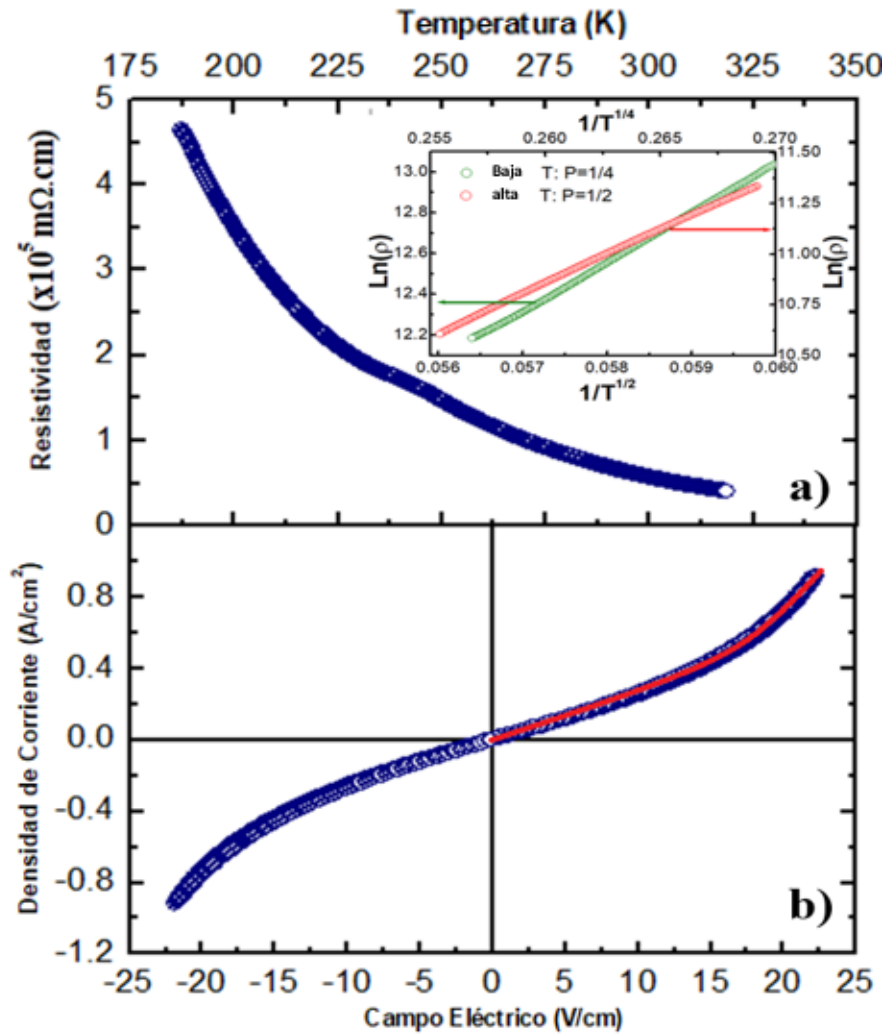 Temperatura (K)
175 200 225 250 275 300 325 350
Resistividad (x10⁵ mΩ.cm)
5
4
3
2
1
0
1/T^1/4
0.255 0.260 0.265 0.270
Ln(ρ)
13.0
12.8
12.6
12.4
12.2
Baja T: P=1/4
alta T: P=1/2
11.50
11.25
11.00
10.75
10.50
Ln(ρ)
0.056 0.057 0.058 0.059 0.060
1/T^1/2
a)
Densidad de Corriente (A/cm²)
0.8
0.4
0.0
-0.4
-0.8
-1.2
b)
-25 -20 -15 -10 -5 0 5 10 15 20 25
Campo Eléctrico (V/cm)